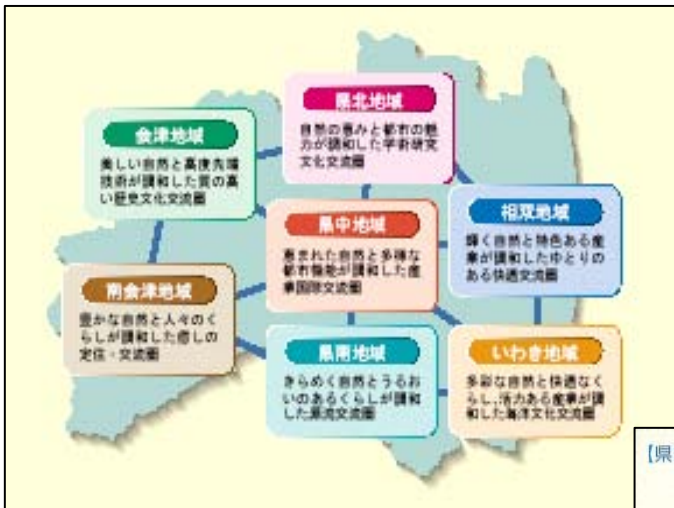 県北地域
自然の恵みと都市の魅
力が調和した学術研究
文化交流圏
会津地域
美しい自然と高度先端
技術が調和した質の高
い歴史文化交流圏
相双地域
輝く自然と特色ある産
業が調和したゆとりの
ある快適交流圏
県中地域
恵まれた自然と多様な
都市機能が調和した産
業国際交流圏
南会津地域
豊かな自然と人々のく
らしが調和した癒しの
定住・交流圏
県南地域
きらめく自然とうるお
いのあるくらしが調和
した源流交流圏
いわき地域
多彩な自然と快適なく
らし、活力ある産業が調
和した海洋文化交流圏
【県